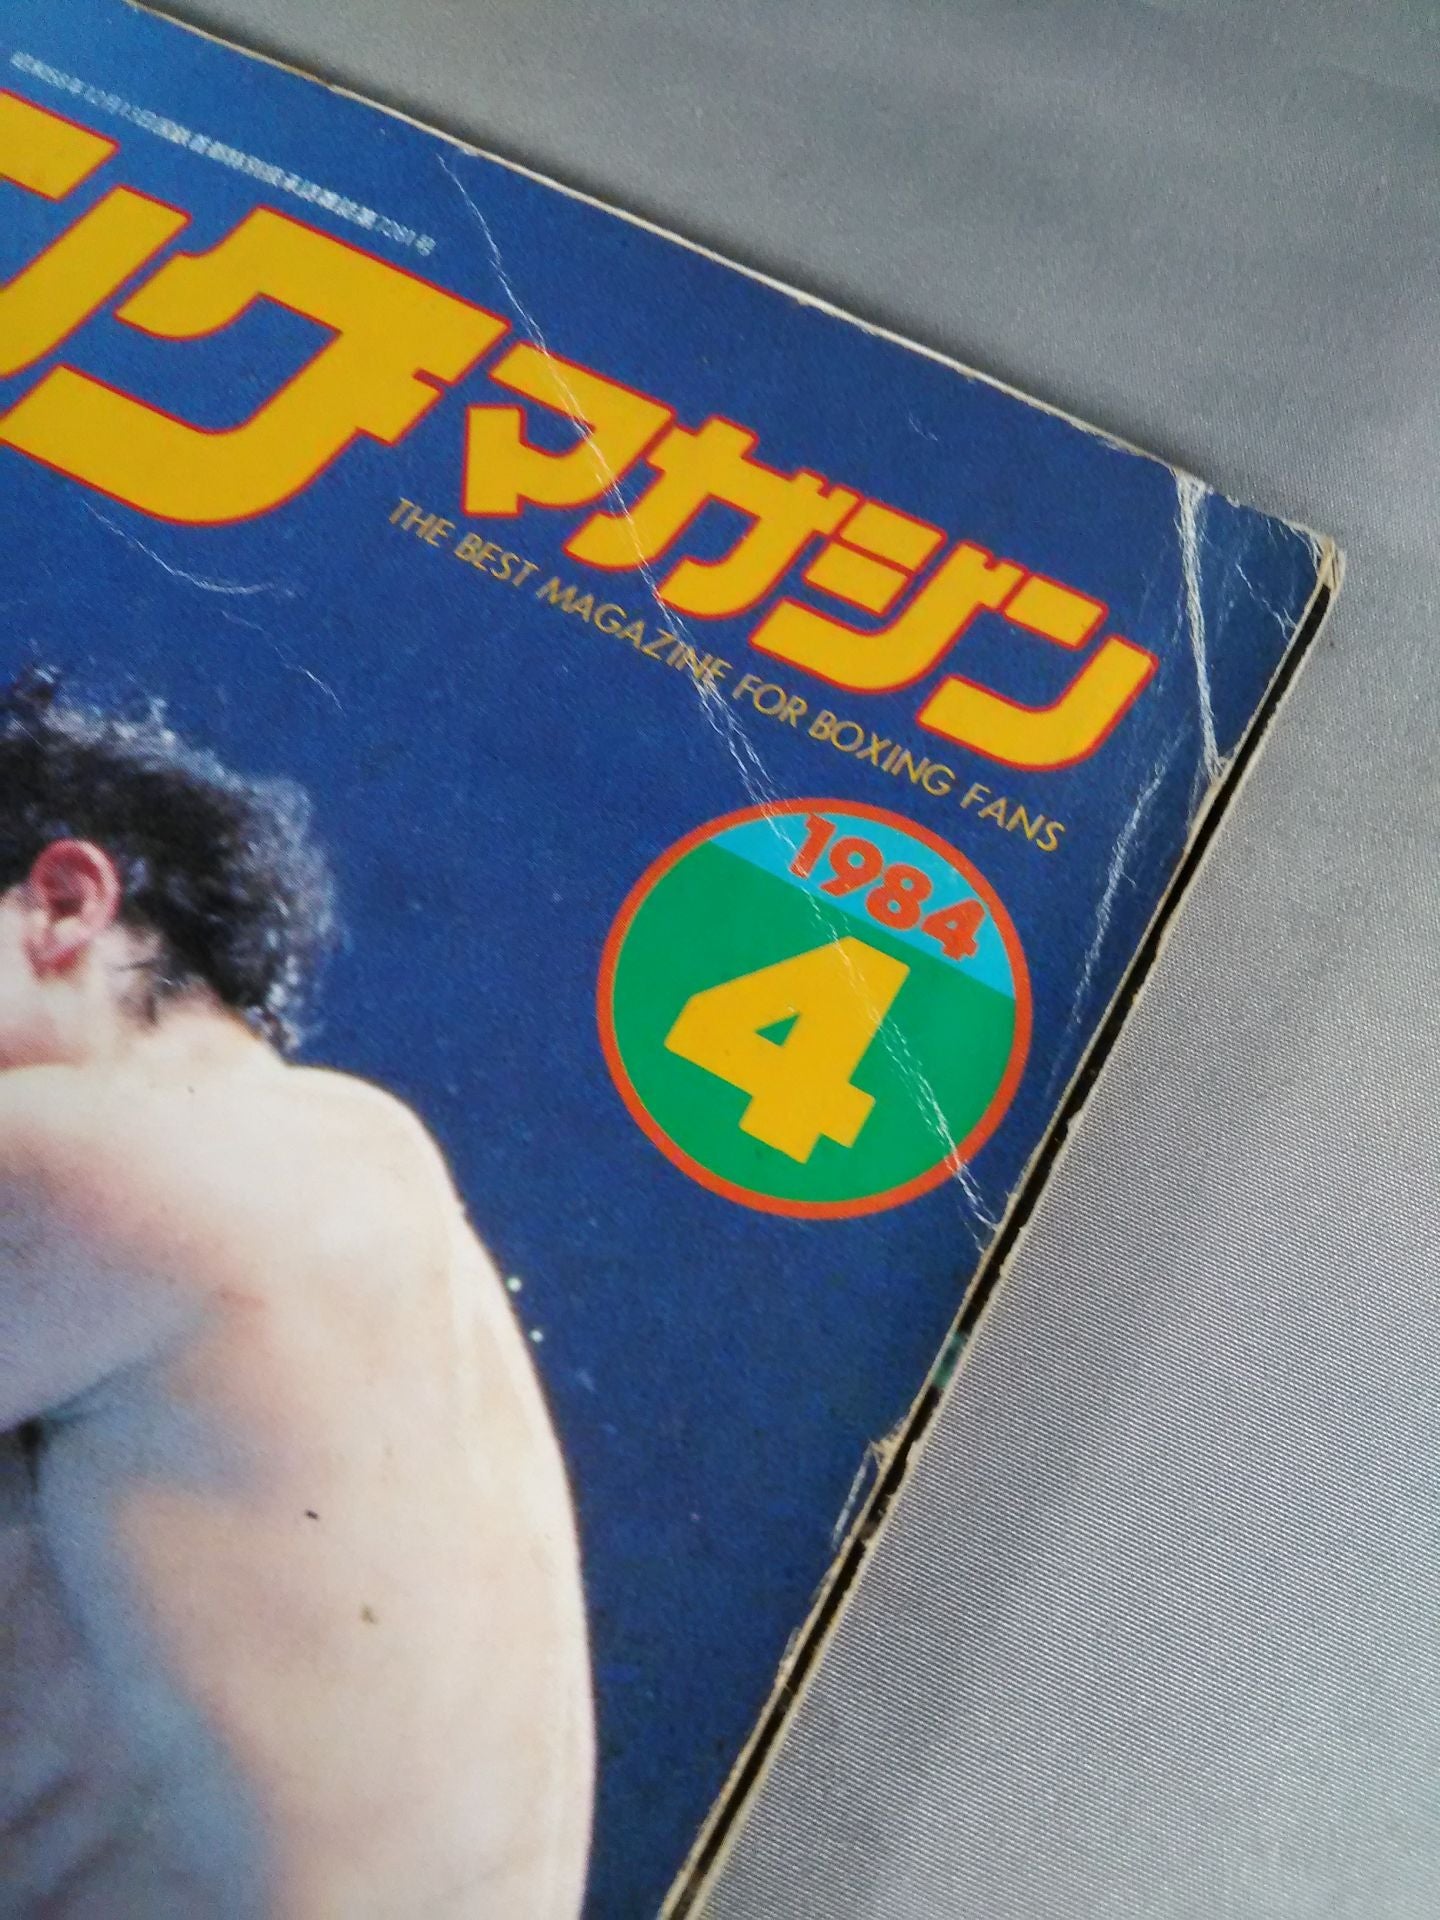 ングマガジン
THE BEST MAGAZINE FOR BOXING FANS
1984
4